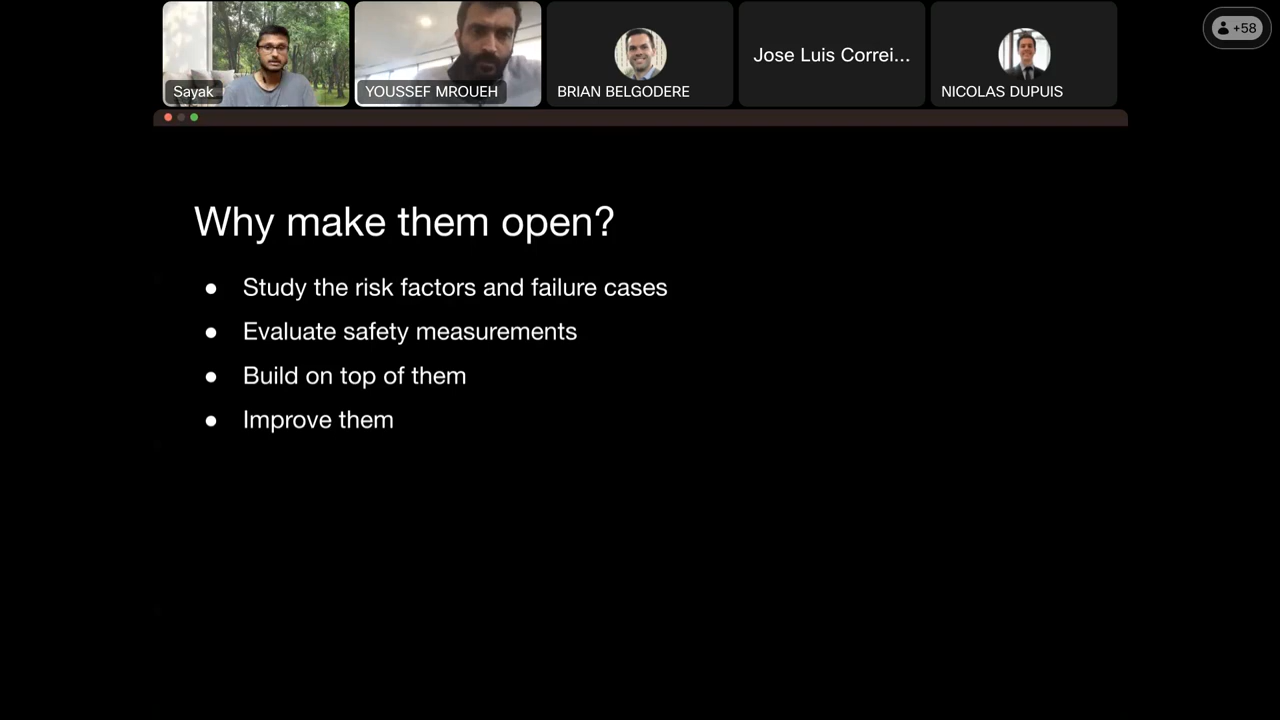 Sayak
YOUSSEF MROUEH
BRIAN BELGODERE
Jose Luis Correi...
NICOLAS DUPUIS
+58
Why make them open?
● Study the risk factors and failure cases
● Evaluate safety measurements
● Build on top of them
● Improve them